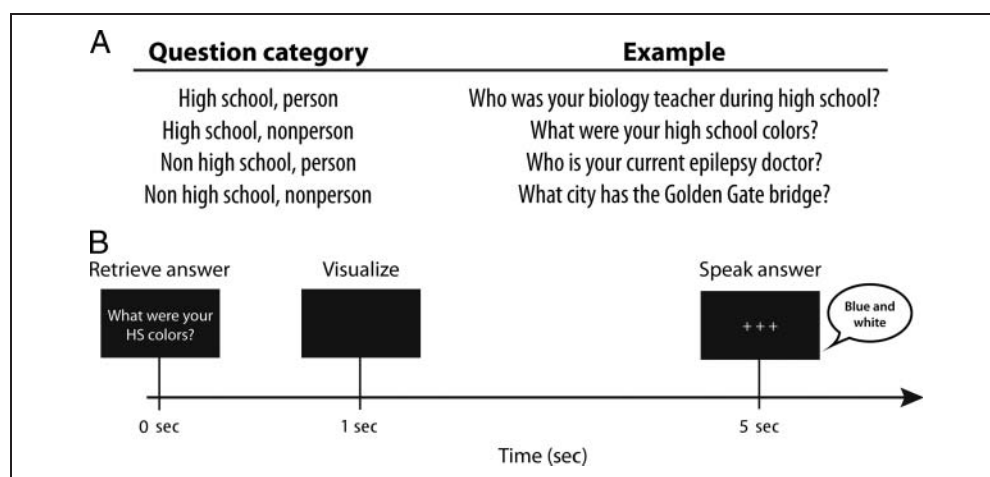 A
Question category Example
High school, person Who was your biology teacher during high school?
High school, nonperson What were your high school colors?
Non high school, person Who is your current epilepsy doctor?
Non high school, nonperson What city has the Golden Gate bridge?
B
Retrieve answer Visualize Speak answer
What were your
HS colors?
+ + +
Blue and
white
0 sec 1 sec 5 sec
Time (sec)